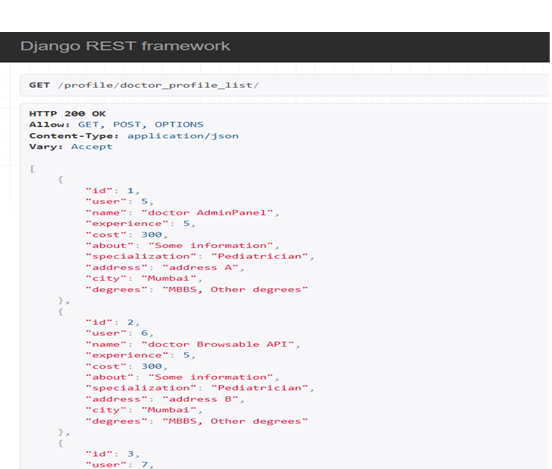 Django REST framework
GET /profile/doctor_profile_list/
HTTP 200 OK
Allow: GET, POST, OPTIONS
Content-Type: application/json
Vary: Accept
[
{
"id": 1,
"user": 5,
"name": "doctor AdminPanel",
"experience": 5,
"cost": 300,
"about": "Some information",
"specialization": "Pediatrician",
"address": "address A",
"city": "Mumbai",
"degrees": "MBBS, Other degrees"
},
{
"id": 2,
"user": 6,
"name": "doctor Browsable API",
"experience": 5,
"cost": 300,
"about": "Some information",
"specialization": "Pediatrician",
"address": "address B",
"city": "Mumbai",
"degrees": "MBBS, Other degrees"
},
{
"id": 3,
"user": 7,